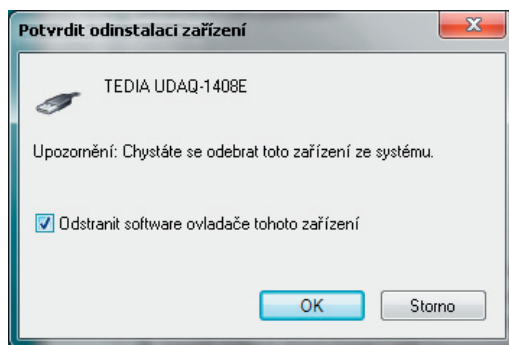 Potvrdit odinstalaci zařízení
TEDIA UDAQ-1408E
Upozornění: Chystáte se odebrat toto zařízení ze systému.
Odstranit software ovladače tohoto zařízení
OK Storno